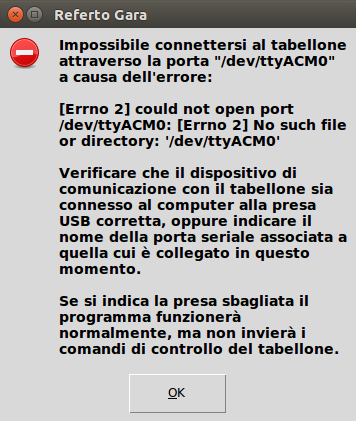 Referto Gara
Impossibile connettersi al tabellone
attraverso la porta "/dev/ttyACM0"
a causa dell'errore:
[Errno 2] could not open port
/dev/ttyACM0: [Errno 2] No such file
or directory: '/dev/ttyACM0'
Verificare che il dispositivo di
comunicazione con il tabellone sia
connesso al computer alla presa
USB corretta, oppure indicare il
nome della porta seriale associata a
quella cui è collegato in questo
momento.
Se si indica la presa sbagliata il
programma funzionerà
normalmente, ma non invierà i
comandi di controllo del tabellone.
OK